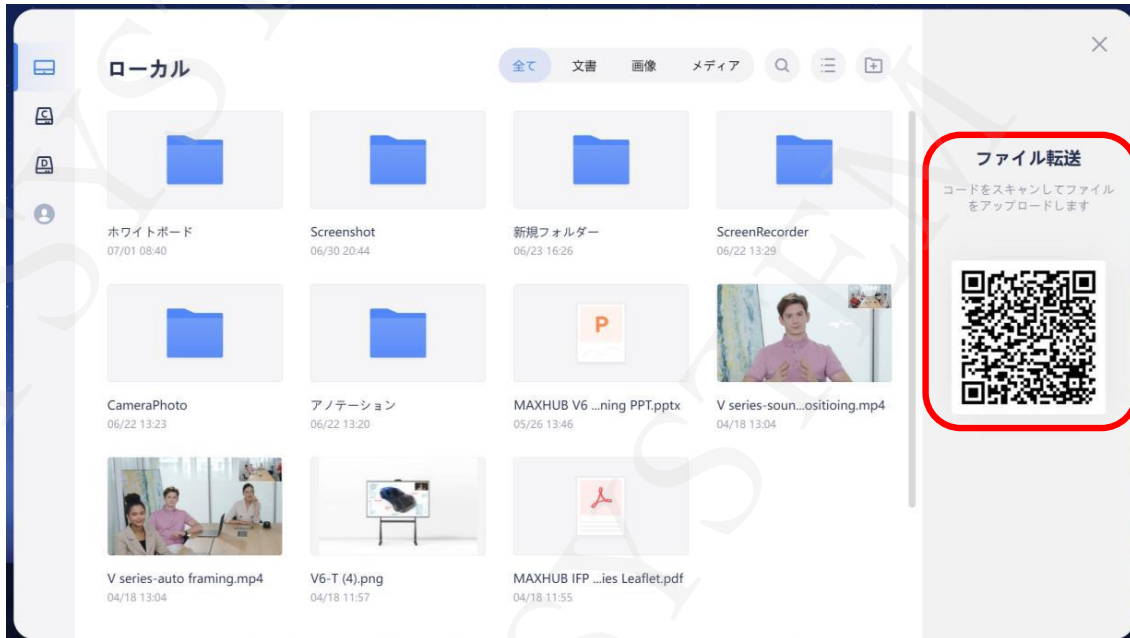 ローカル
全て
文書
画像
メディア
ホワイトボード
07/01 08:40
Screenshot
06/30 20:44
新規フォルダー
06/23 16:26
ScreenRecorder
06/22 13:29
CameraPhoto
06/22 13:23
アノテーション
06/22 13:20
P
MAXHUB V6 ...ning PPT.pptx
05/26 13:46
V series-soun...ositioing.mp4
04/18 13:04
V series-auto framing.mp4
04/18 13:04
V6-T (4).png
04/18 11:57
MAXHUB IFP ...ies Leaflet.pdf
04/18 11:55
C
D
ファイル転送
コードをスキャンしてファイル
をアップロードします
SYSTEM